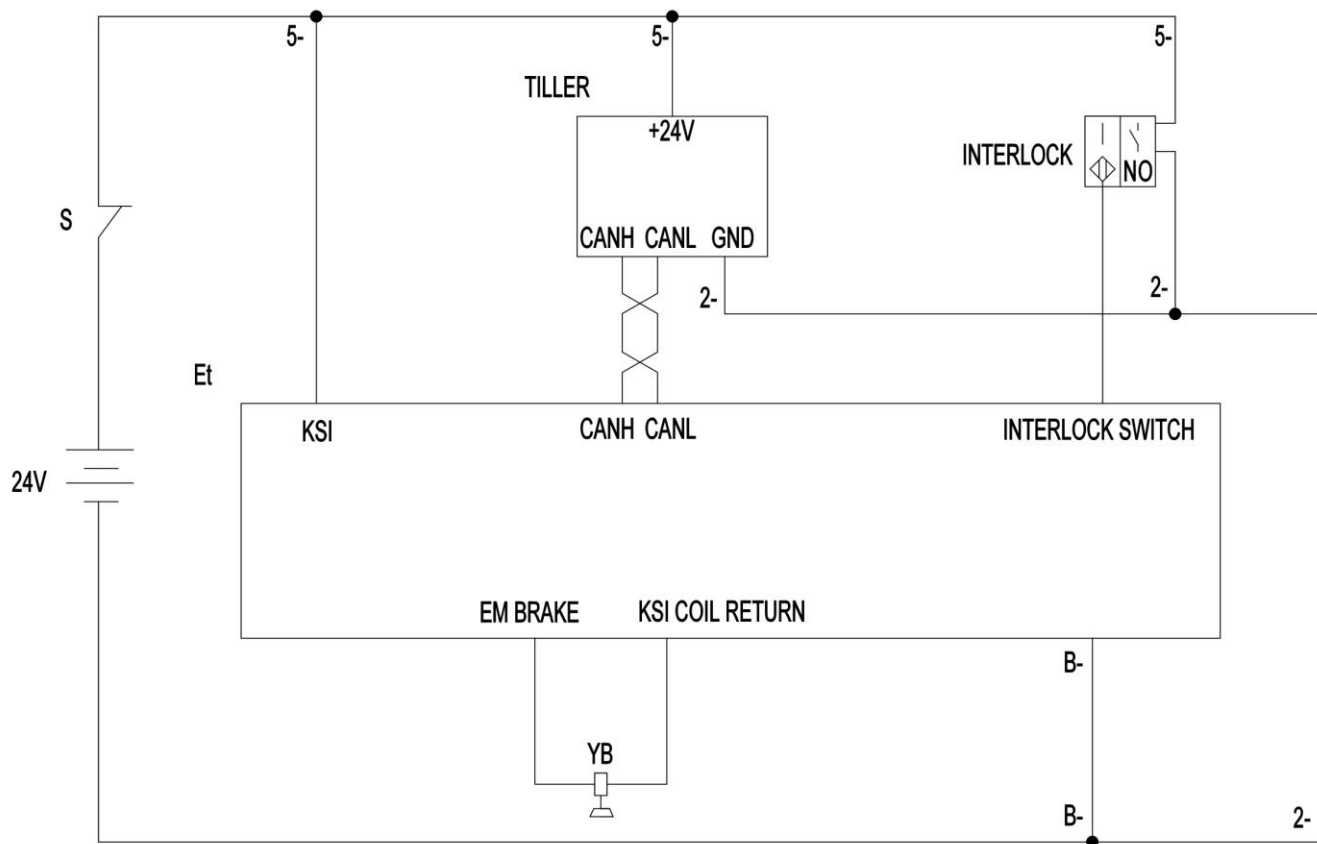 5- 5- 5-
TILLER
+24V
INTERLOCK
NO
S
CANH CANL GND
2- 2-
Et
KSI CANH CANL INTERLOCK SWITCH
24V
EM BRAKE KSI COIL RETURN
B-
YB
B- 2-